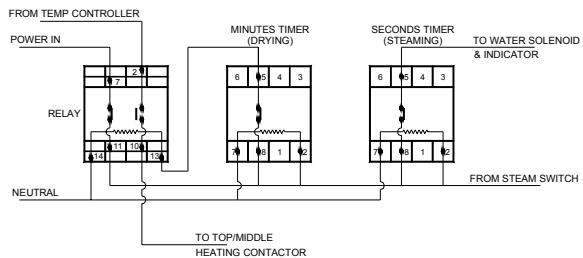 FROM TEMP CONTROLLER
POWER IN
MINUTES TIMER
(DRYING)
SECONDS TIMER
(STEAMING)
TO WATER SOLENOID
& INDICATOR
2
7
6 5 4 3
6 5 4 3
RELAY
11 10
14 13
7 8 1 2
7 8 1 2
FROM STEAM SWITCH
NEUTRAL
TO TOP/MIDDLE
HEATING CONTACTOR